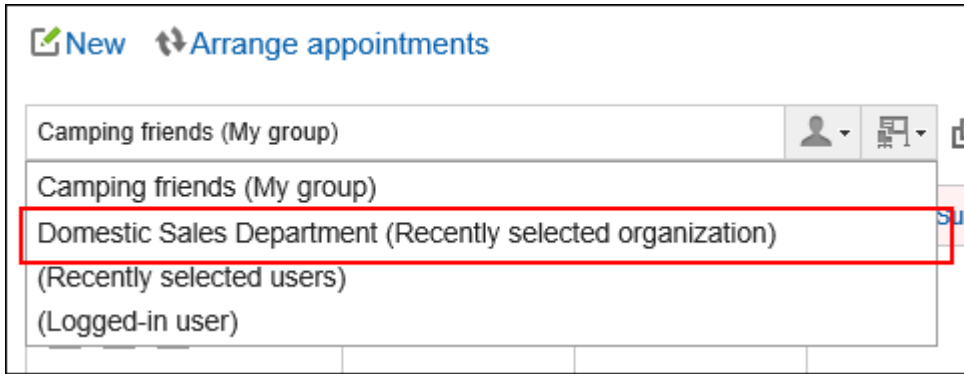 New Arrange appointments
Camping friends (My group)
Camping friends (My group)
Domestic Sales Department (Recently selected organization)
Su
(Recently selected users)
(Logged-in user)